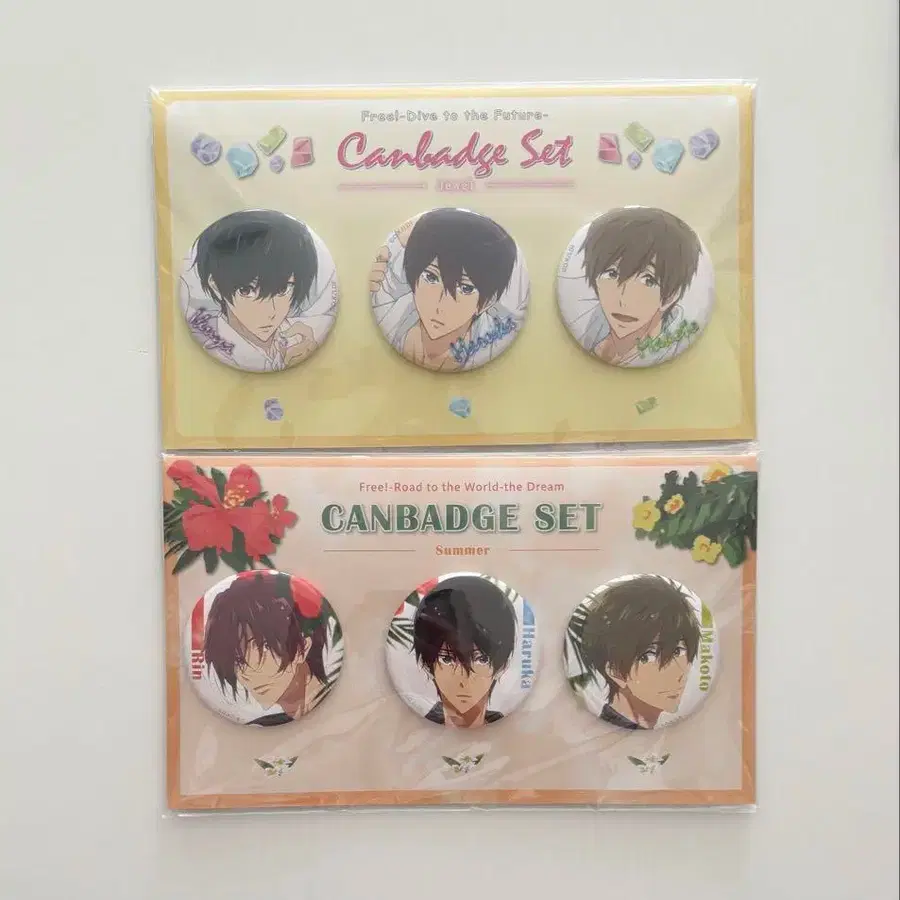 Free!-Dive to the Future-
Canbadge Set
Jewel
Haruka
Makoto
Free!-Road to the World-the Dream
CANBADGE SET
Summer
Rin
Haruka
Makoto